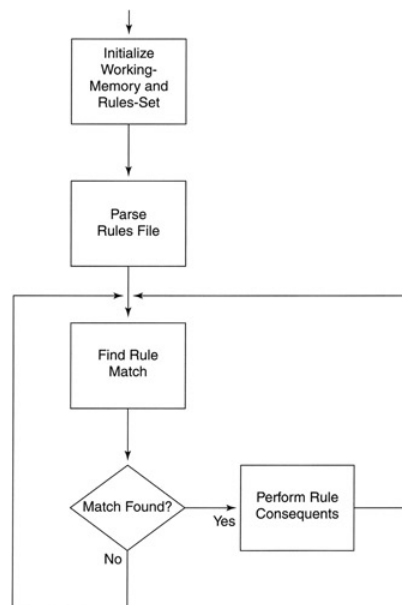 Initialize
Working-
Memory and
Rules-Set
Parse
Rules File
Find Rule
Match
Match Found?
Yes
Perform Rule
Consequents
No